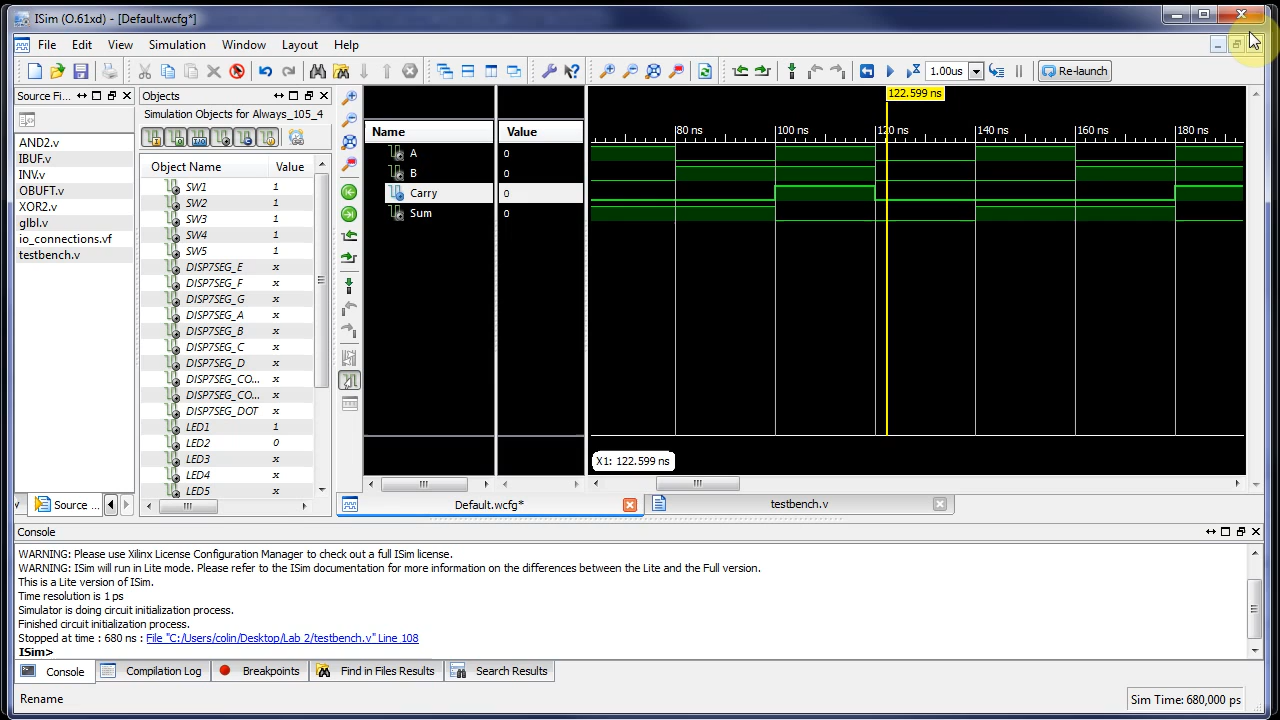 ISim (O.61xd) - [Default.wcfg*]
File Edit View Simulation Window Layout Help
1.00us Re-launch
Source Fi...
AND2.v
IBUF.v
INV.v
OBUFT.v
XOR2.v
glbl.v
io_connections.vf
testbench.v
Source ...
Objects
Simulation Objects for Always_105_4
Object Name Value
SW1 1
SW2 1
SW3 1
SW4 1
SW5 1
DISP7SEG_E x
DISP7SEG_F x
DISP7SEG_G x
DISP7SEG_A x
DISP7SEG_B x
DISP7SEG_C x
DISP7SEG_D x
DISP7SEG_CO... x
DISP7SEG_CO... x
DISP7SEG_DOT x
LED1 1
LED2 0
LED3 x
LED4 x
LED5 x
122.599 ns
Name Value
80 ns 100 ns 120 ns 140 ns 160 ns 180 ns
A 0
B 0
Carry 0
Sum 0
X1: 122.599 ns
Default.wcfg* testbench.v
Console
WARNING: Please use Xilinx License Configuration Manager to check out a full ISim license.
WARNING: ISim will run in Lite mode. Please refer to the ISim documentation for more information on the differences between the Lite and the Full version.
This is a Lite version of ISim.
Time resolution is 1 ps
Simulator is doing circuit initialization process.
Finished circuit initialization process.
Stopped at time : 680 ns : File "C:/Users/colin/Desktop/Lab 2/testbench.v" Line 108
ISim>
Console Compilation Log Breakpoints Find in Files Results Search Results
Rename Sim Time: 680,000 ps